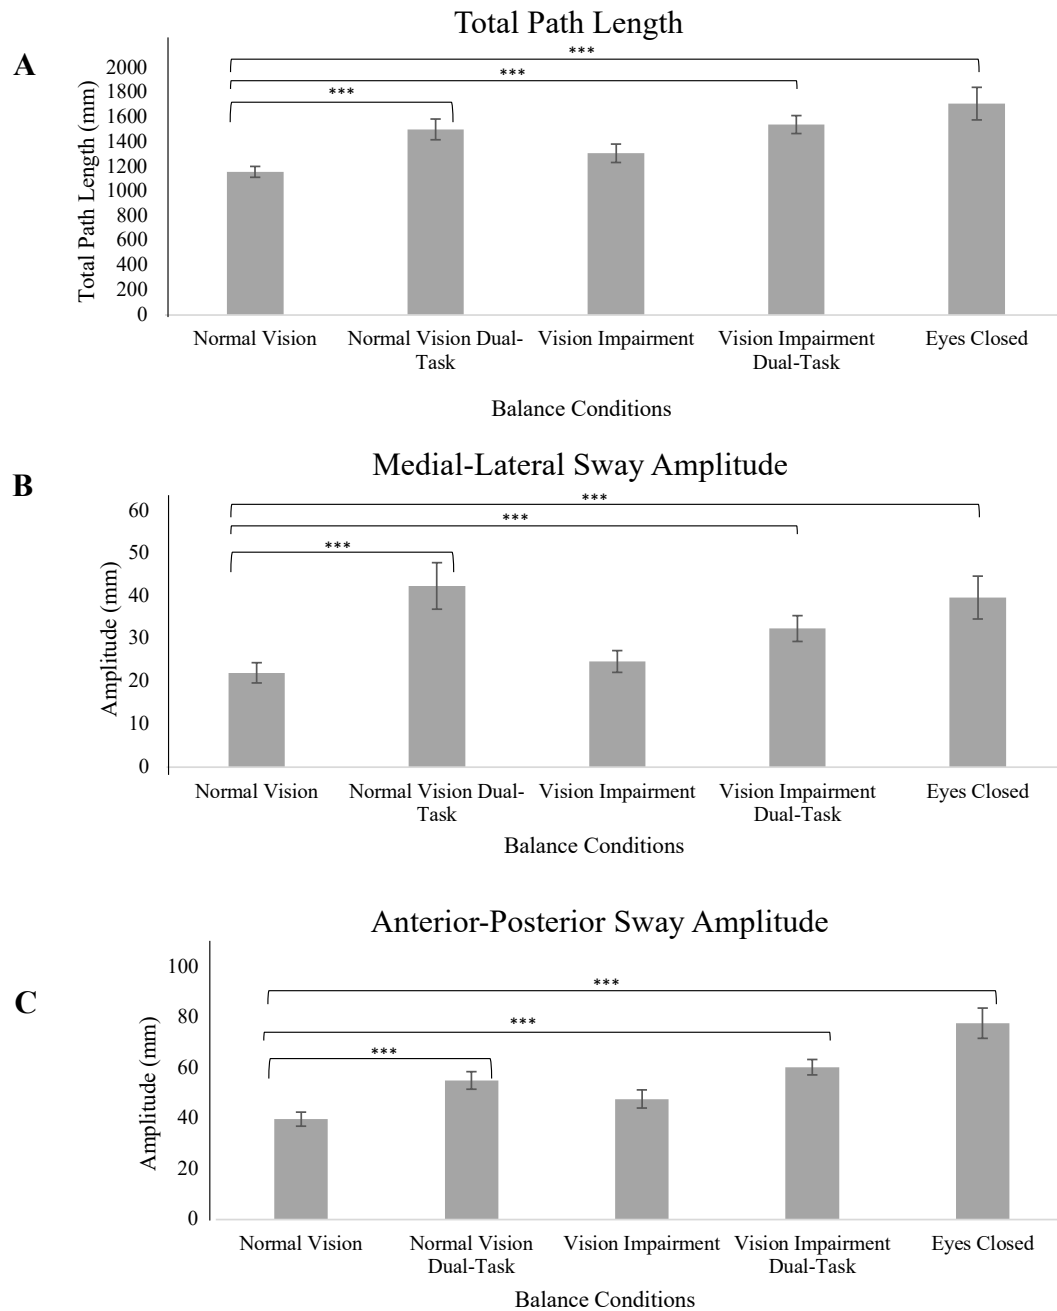 Total Path Length
A
***
***
***
Total Path Length (mm)
2000
1800
1600
1400
1200
1000
800
600
400
200
0
Normal Vision
Normal Vision Dual-
Task
Vision Impairment
Vision Impairment
Dual-Task
Eyes Closed
Balance Conditions
Medial-Lateral Sway Amplitude
B
***
***
***
Amplitude (mm)
60
50
40
30
20
10
0
Normal Vision
Normal Vision Dual-
Task
Vision Impairment
Vision Impairment
Dual-Task
Eyes Closed
Balance Conditions
Anterior-Posterior Sway Amplitude
C
***
***
***
Amplitude (mm)
100
80
60
40
20
0
Normal Vision
Normal Vision
Dual-Task
Vision Impairment
Vision Impairment
Dual-Task
Eyes Closed
Balance Conditions